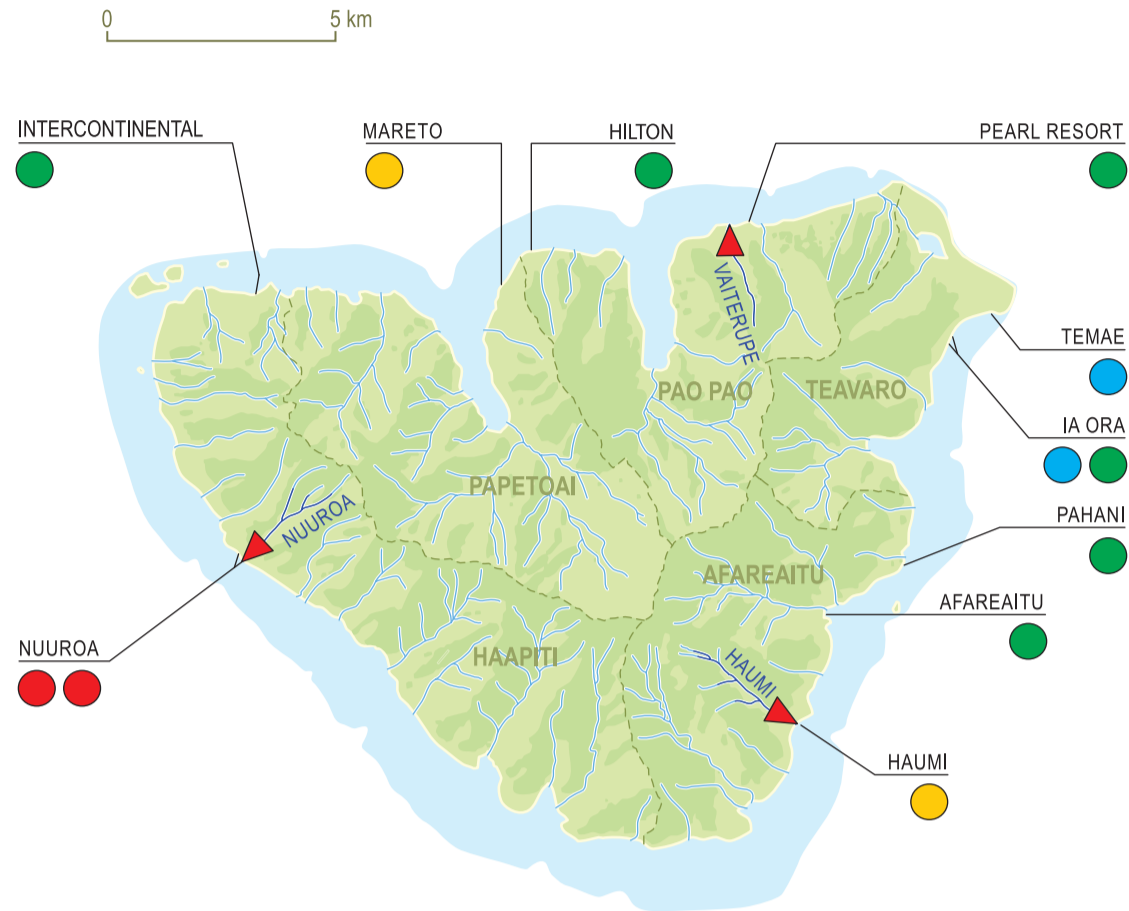 0 5 km
INTERCONTINENTAL
MARETO
HILTON
PEARL RESORT
VAITERUPE
TEMAE
PAO PAO
TEAVARO
IA ORA
PAPETOAI
NUUROA
PAHANI
AFAREAITU
AFAREAITU
NUUROA
HAAPITI
HAUMI
HAUMI